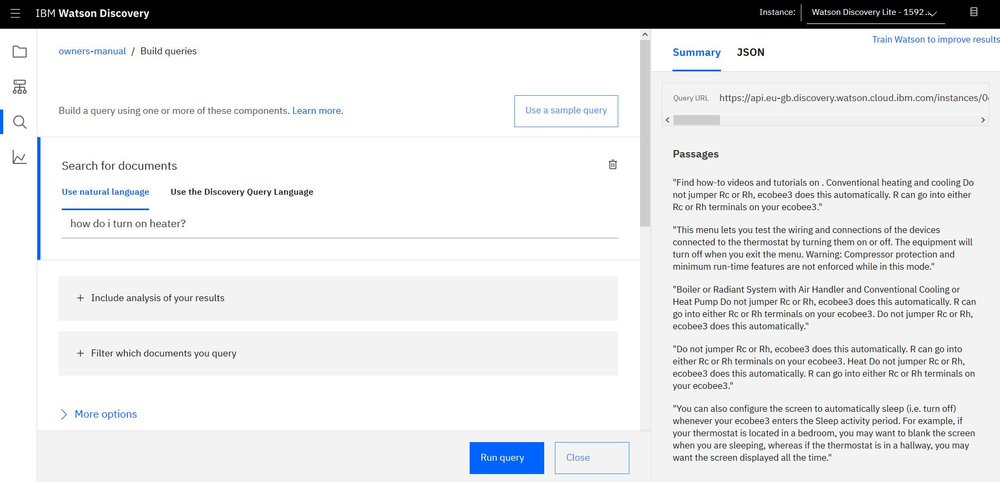 IBM Watson Discovery
Instance:
Watson Discovery Lite - 1592...
owners-manual / Build queries
Build a query using one or more of these components. Learn more.
Use a sample query
Search for documents
Use natural language
Use the Discovery Query Language
how do i turn on heater?
+ Include analysis of your results
+ Filter which documents you query
More options
Run query
Close
Train Watson to improve results
Summary
JSON
Query URL
https://api.eu-gb.discovery.watson.cloud.ibm.com/instances/0
Passages
"Find how-to videos and tutorials on . Conventional heating and cooling Do
not jumper Rc or Rh, ecobee3 does this automatically. R can go into either
Rc or Rh terminals on your ecobee3."
"This menu lets you test the wiring and connections of the devices
connected to the thermostat by turning them on or off. The equipment will
turn off when you exit the menu. Warning: Compressor protection and
minimum run-time features are not enforced while in this mode."
"Boiler or Radiant System with Air Handler and Conventional Cooling or
Heat Pump Do not jumper Rc or Rh, ecobee3 does this automatically. R can
go into either Rc or Rh terminals on your ecobee3. Do not jumper Rc or Rh,
ecobee3 does this automatically."
"Do not jumper Rc or Rh, ecobee3 does this automatically. R can go into
either Rc or Rh terminals on your ecobee3. Heat Do not jumper Rc or Rh,
ecobee3 does this automatically. R can go into either Rc or Rh terminals on
your ecobee3."
"You can also configure the screen to automatically sleep (i.e. turn off)
whenever your ecobee3 enters the Sleep activity period. For example, if
your thermostat is located in a bedroom, you may want to blank the screen
when you are sleeping, whereas if the thermostat is in a hallway, you may
want the screen displayed all the time."